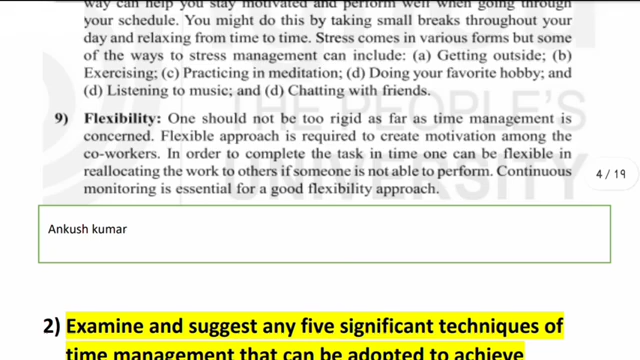 way can help you stay motivated and perform well when going through
your schedule. You might do this by taking small breaks throughout your
day and relaxing from time to time. Stress comes in various forms but some
of the ways to stress management can include: (a) Getting outside; (b)
Exercising; (c) Practicing in meditation; (d) Doing your favorite hobby; and
(d) Listening to music; and (d) Chatting with friends.
9) Flexibility: One should not be too rigid as far as time management is
concerned. Flexible approach is required to create motivation among the
co-workers. In order to complete the task in time one can be flexible in
reallocating the work to others if someone is not able to perform. Continuous
monitoring is essential for a good flexibility approach.
THE PEOPLE'S
UNIVERSITY
4 / 19
Ankush kumar
2) Examine and suggest any five significant techniques of
time management that can be adopted to achieve